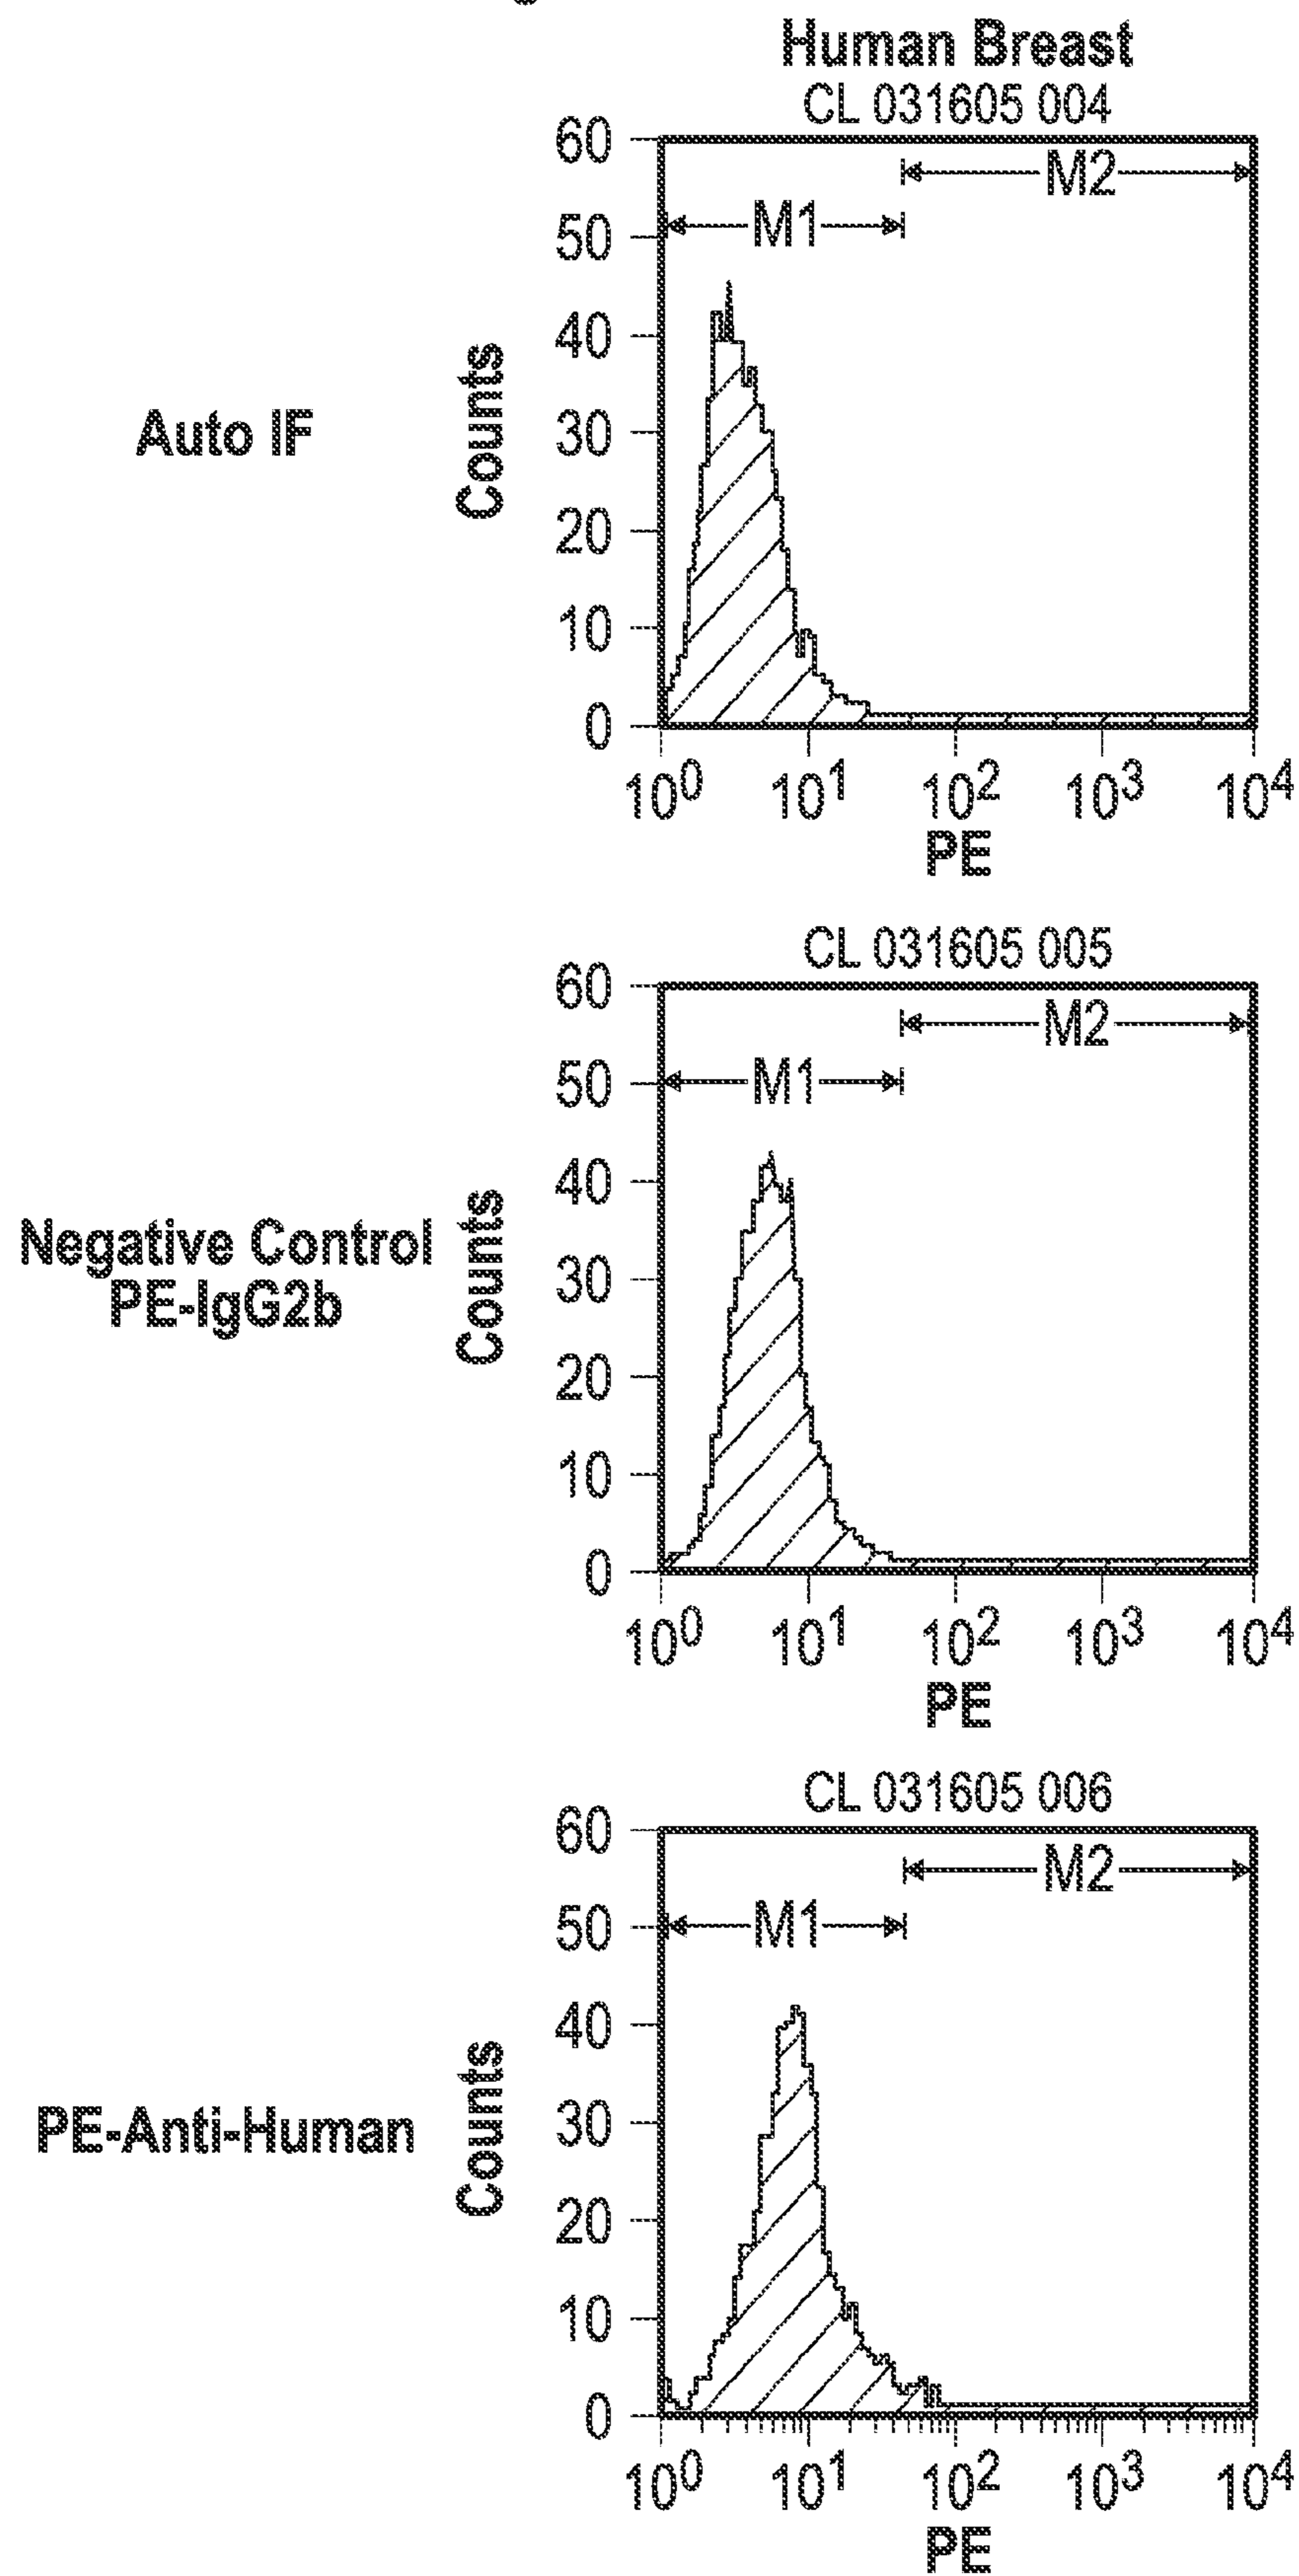 Human Breast
CL 031605 004
60
50
40
30
20
10
0
M2
M1
Auto IF
Counts
10⁰ 10¹ 10² 10³ 10⁴
PE
CL 031605 005
60
50
40
30
20
10
0
M2
M1
Negative Control
PE-IgG2b
Counts
10⁰ 10¹ 10² 10³ 10⁴
PE
CL 031605 006
60
50
40
30
20
10
0
M2
M1
PE-Anti-Human
Counts
10⁰ 10¹ 10² 10³ 10⁴
PE